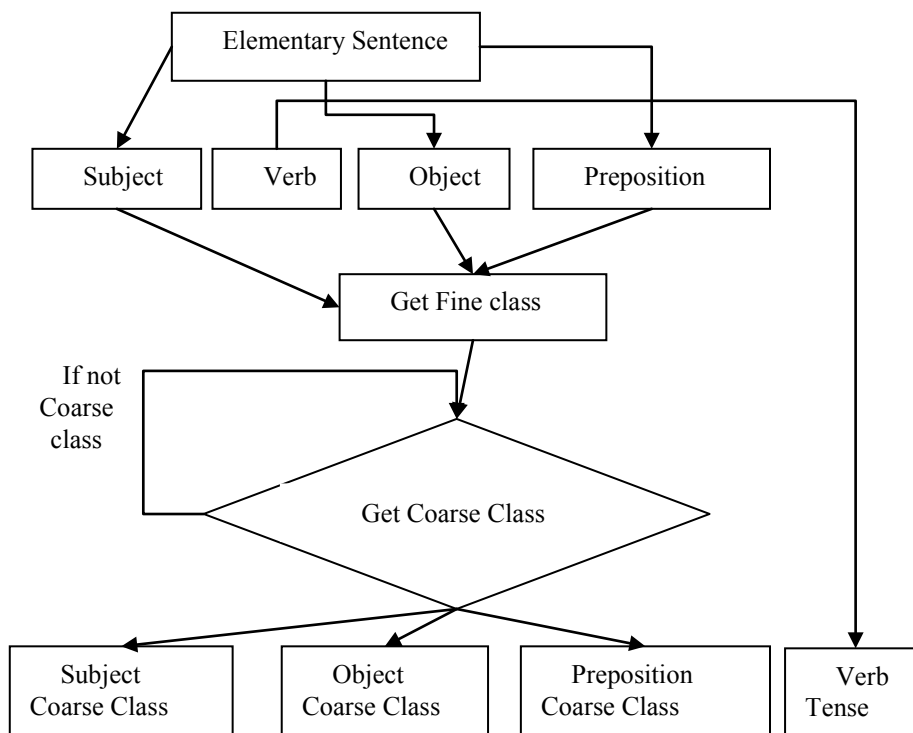 Elementary Sentence
Subject
Verb
Object
Preposition
Get Fine class
If not
Coarse
class
Get Coarse Class
Subject
Coarse Class
Object
Coarse Class
Preposition
Coarse Class
Verb
Tense